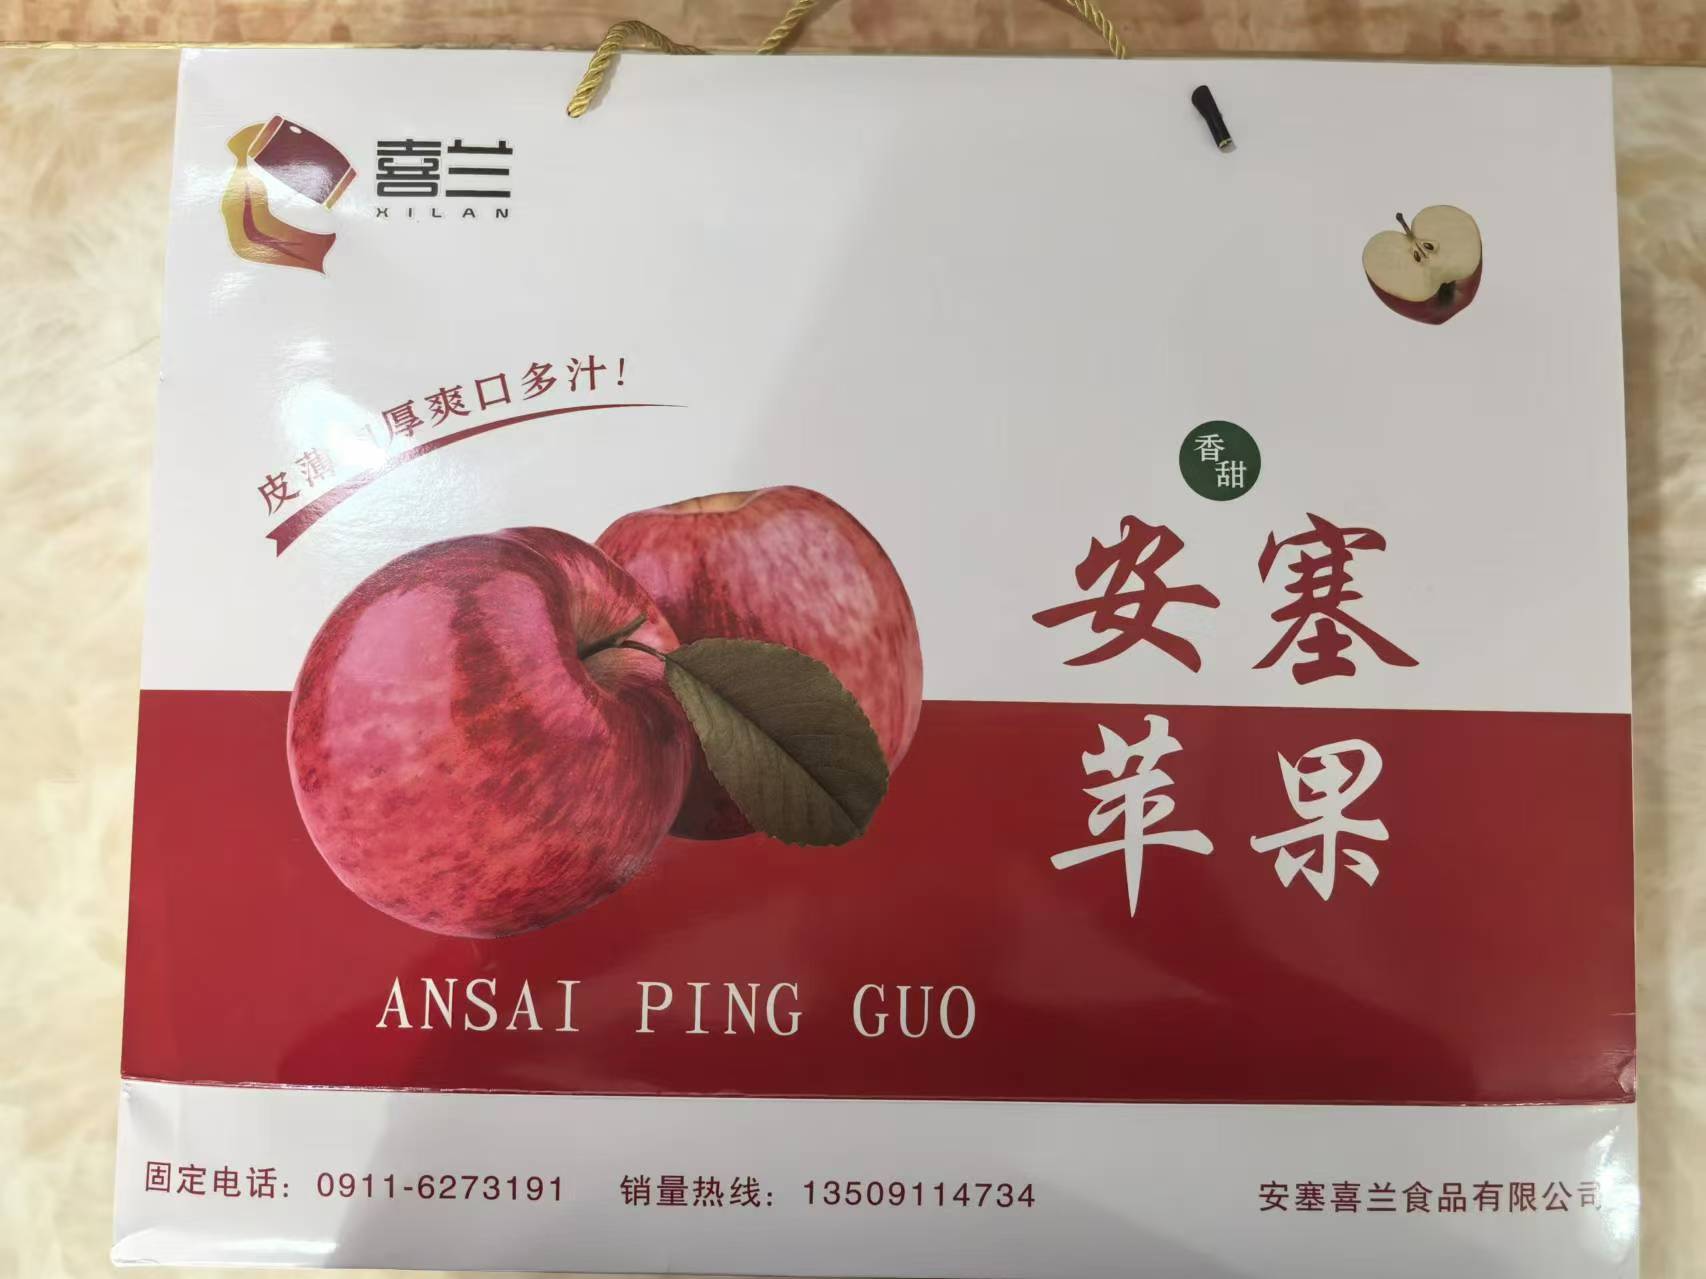 喜兰
XILAN
皮薄 厚爽口多汁!
香甜
安塞
苹果
ANSAI PING GUO
固定电话: 0911-6273191 销量热线: 13509114734 安塞喜兰食品有限公司